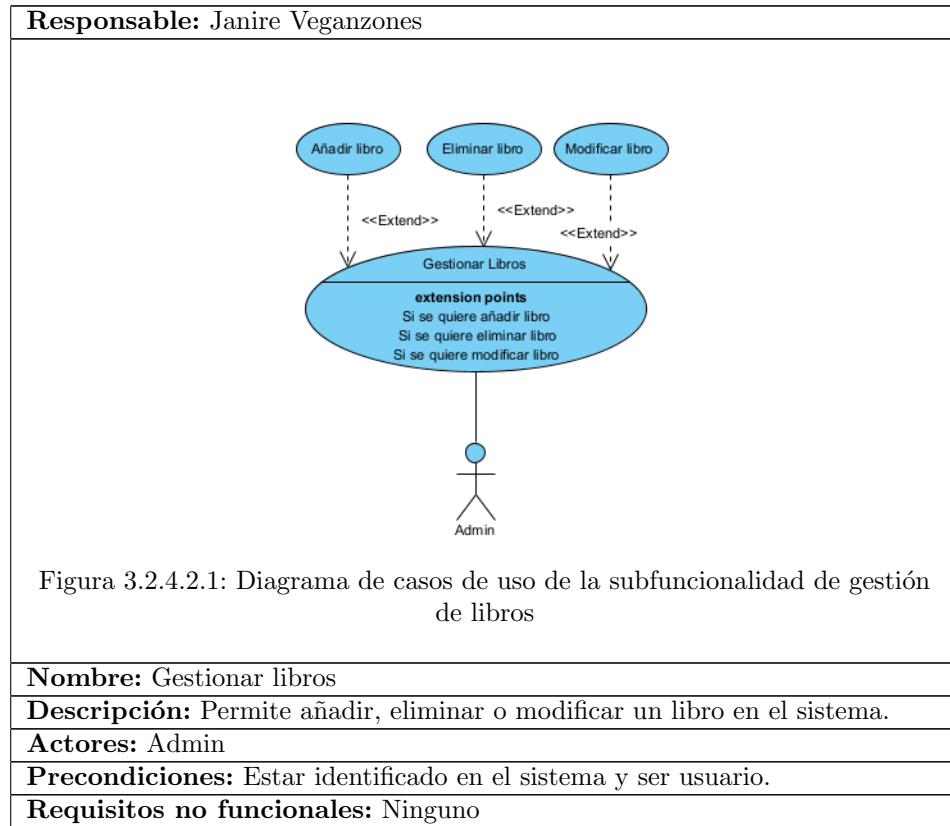 Responsable: Janire Veganzones
Añadir libro
Eliminar libro
Modificar libro
<<Extend>>
<<Extend>>
<<Extend>>
Gestionar Libros
extension points
Si se quiere añadir libro
Si se quiere eliminar libro
Si se quiere modificar libro
Admin
Figura 3.2.4.2.1: Diagrama de casos de uso de la subfuncionalidad de gestión
de libros
Nombre: Gestionar libros
Descripción: Permite añadir, eliminar o modificar un libro en el sistema.
Actores: Admin
Precondiciones: Estar identificado en el sistema y ser usuario.
Requisitos no funcionales: Ninguno